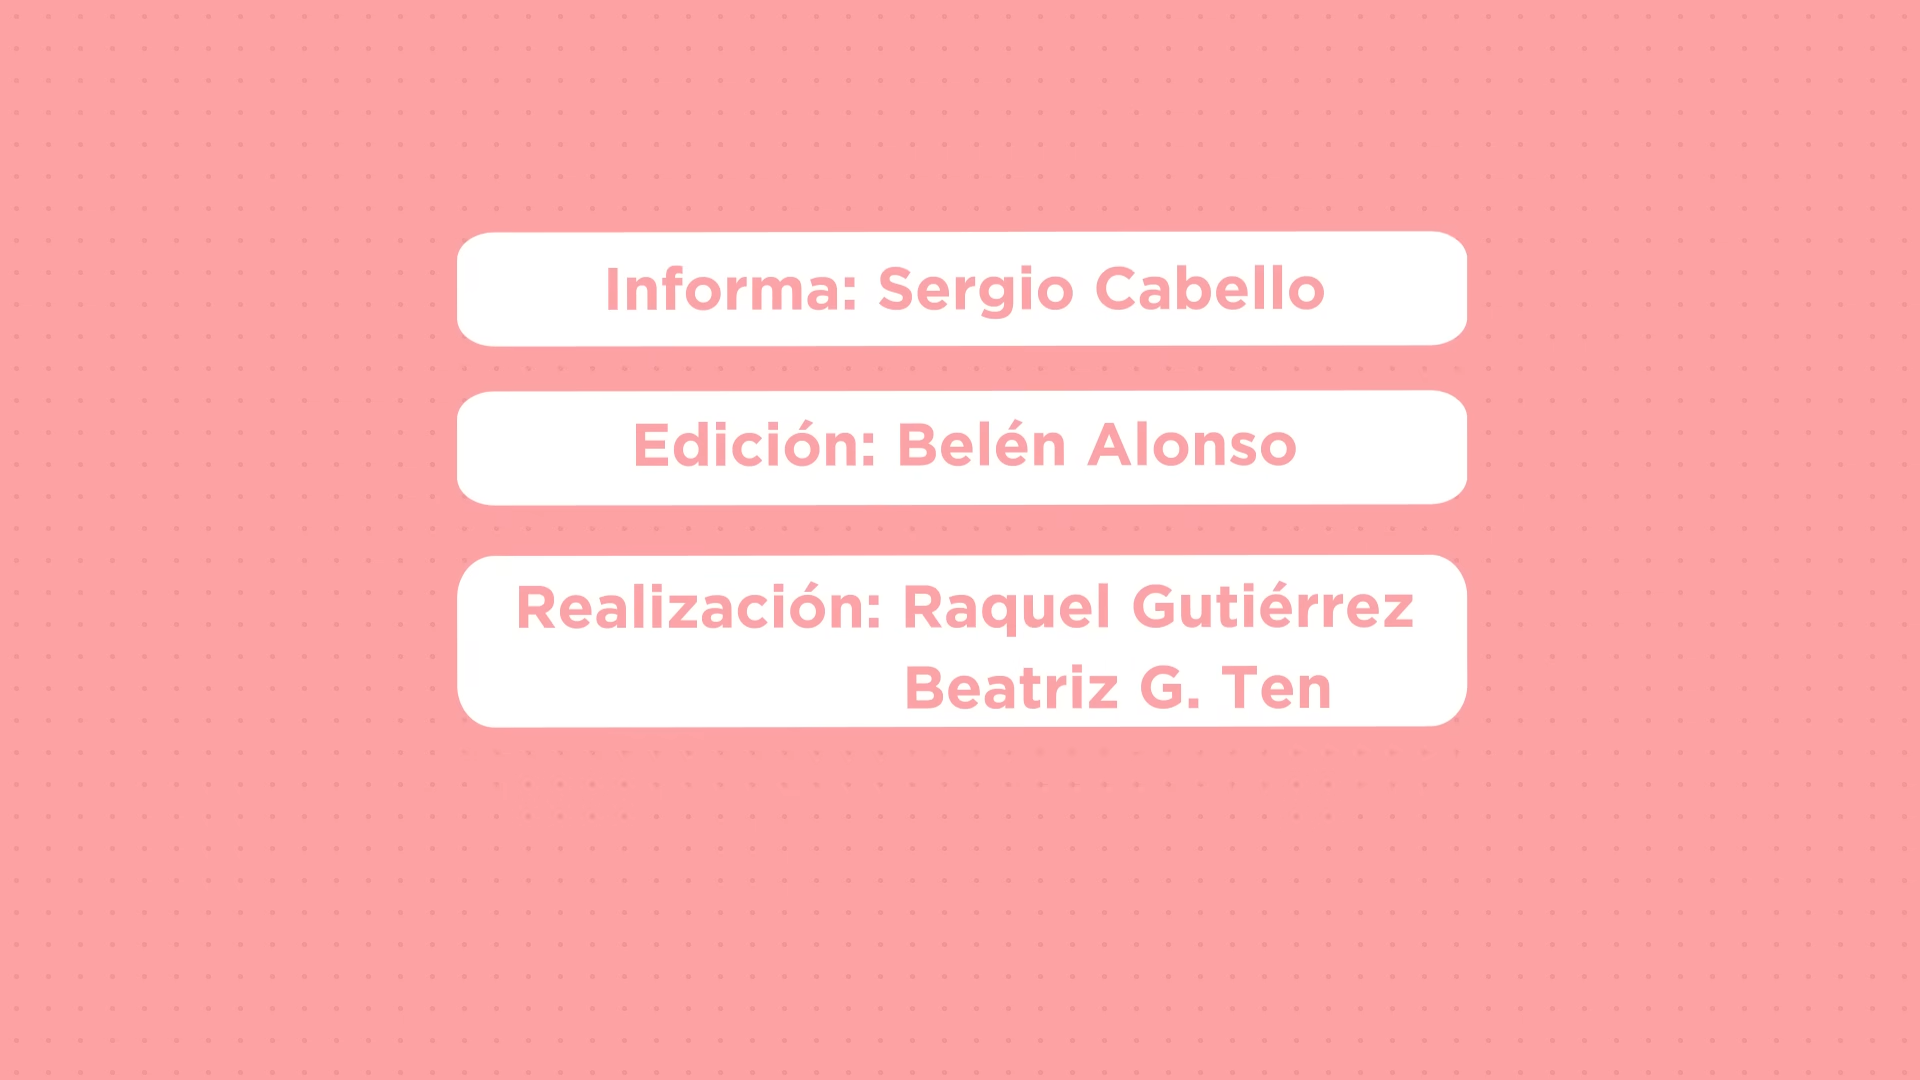 Informa: Sergio Cabello
Edición: Belén Alonso
Realización: Raquel Gutiérrez
Beatriz G. Ten